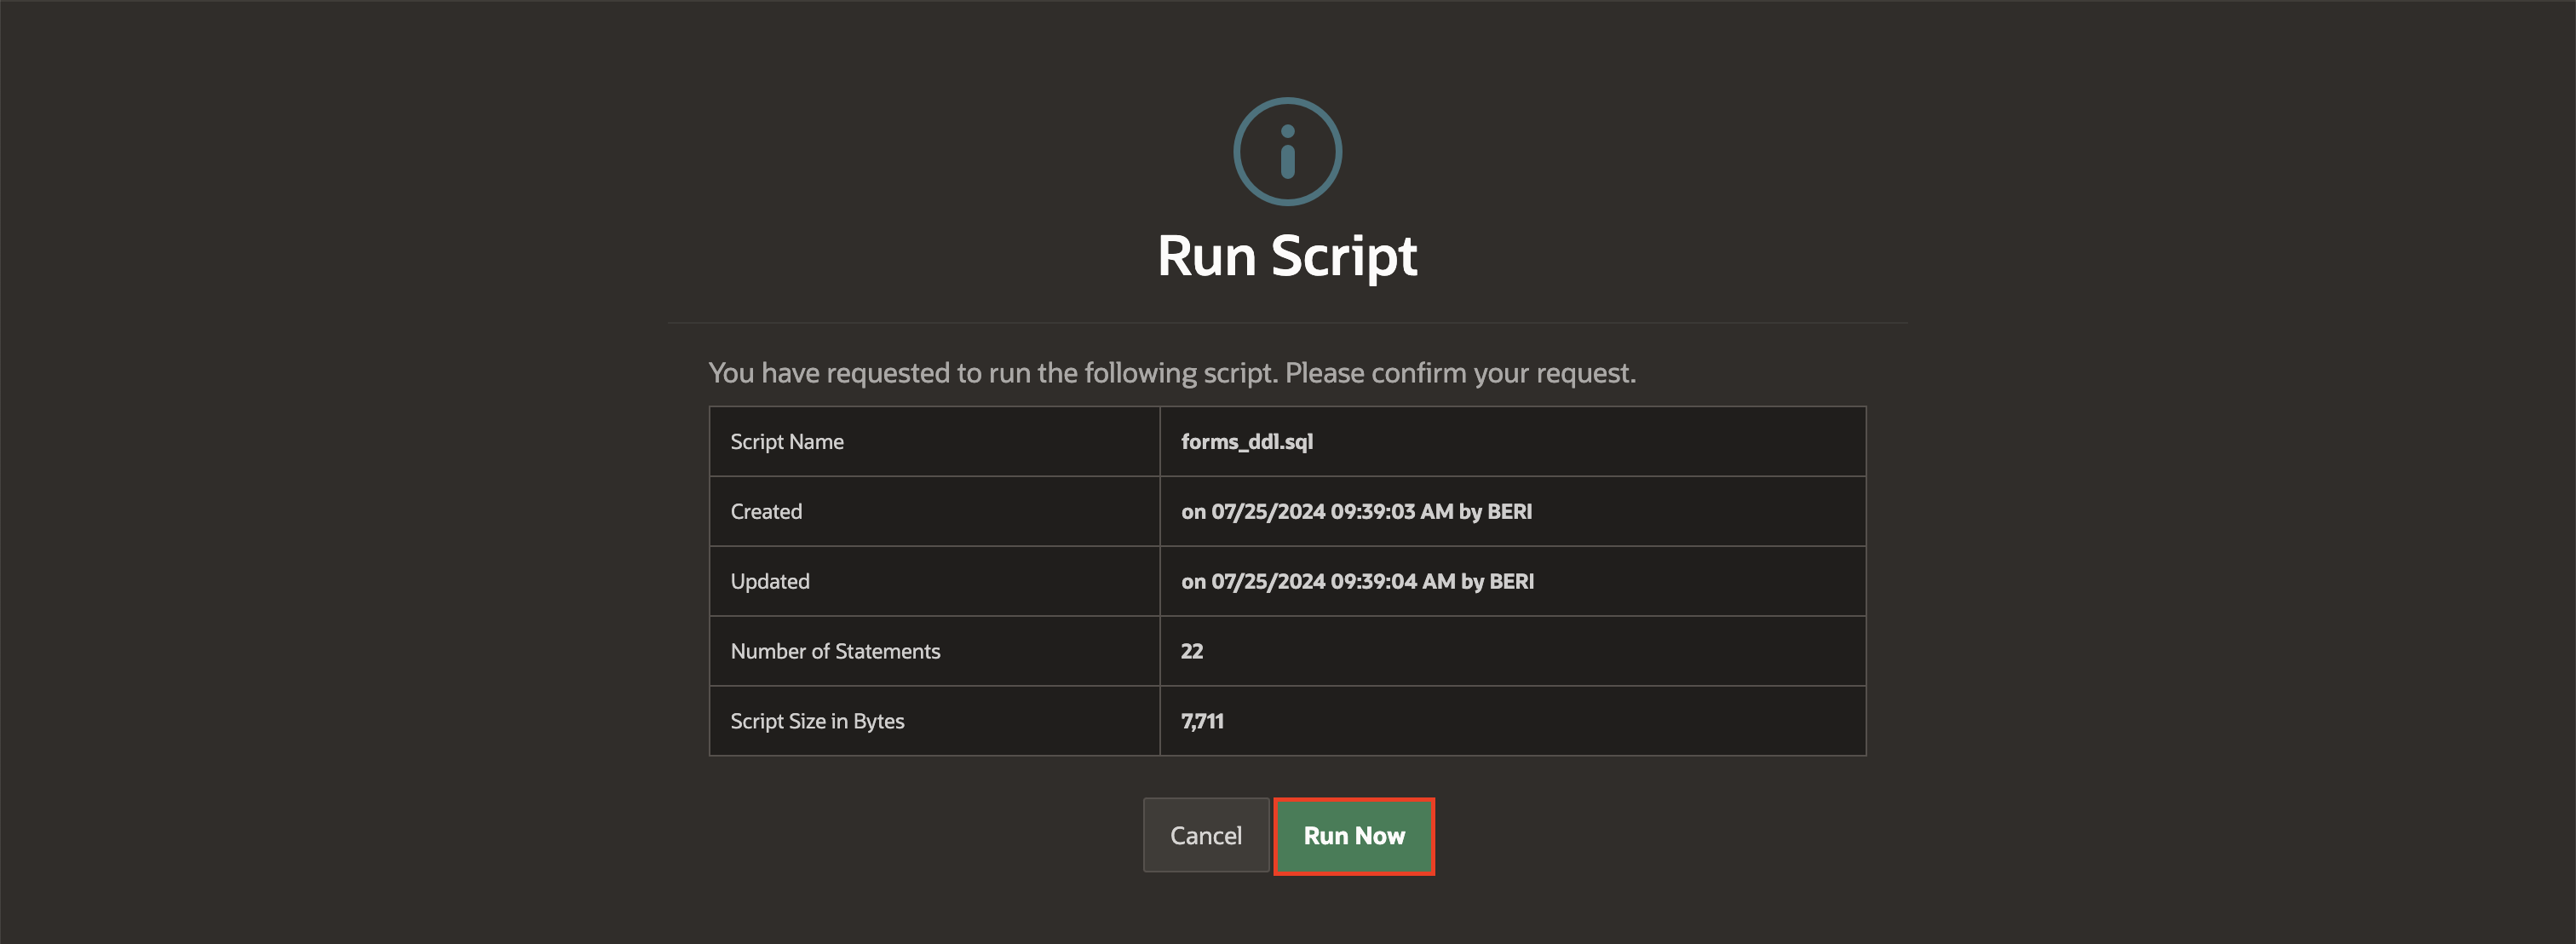 Run Script
You have requested to run the following script. Please confirm your request.
Script Name forms_ddl.sql
Created on 07/25/2024 09:39:03 AM by BERI
Updated on 07/25/2024 09:39:04 AM by BERI
Number of Statements 22
Script Size in Bytes 7,711
Cancel Run Now